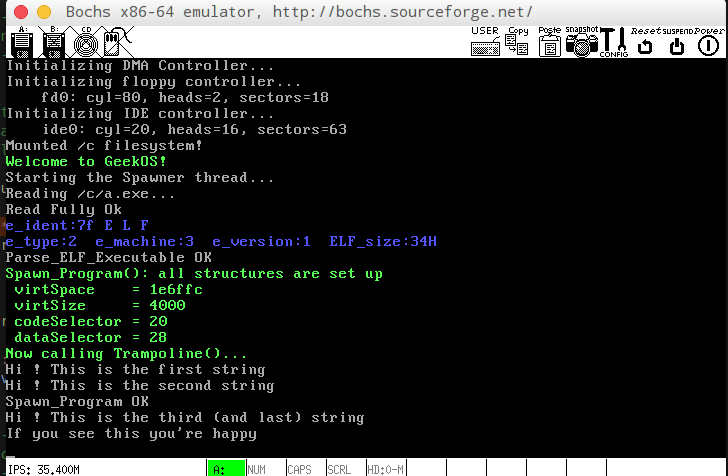 Bochs x86-64 emulator, http://bochs.sourceforge.net/
A: B: CD USER Copy Paste snapshot CONFIG Reset SUSPEND Power
Initializing DMA Controller...
Initializing floppy controller...
    fd0: cyl=80, heads=2, sectors=18
Initializing IDE controller...
    ide0: cyl=20, heads=16, sectors=63
Mounted /c filesystem!
Welcome to GeekOS!
Starting the Spawner thread...
Reading /c/a.exe...
Read Fully Ok
e_ident:7f E L F
e_type:2  e_machine:3  e_version:1  ELF_size:34H
Parse_ELF_Executable OK
Spawn_Program(): all structures are set up
 virtSpace    = 1e6ffc
 virtSize     = 4000
 codeSelector = 20
 dataSelector = 28
Now calling Trampoline()...
Hi ! This is the first string
Hi ! This is the second string
Spawn_Program OK
Hi ! This is the third (and last) string
If you see this you're happy
IPS: 35.400M A: NUM CAPS SCRL HD:0-M